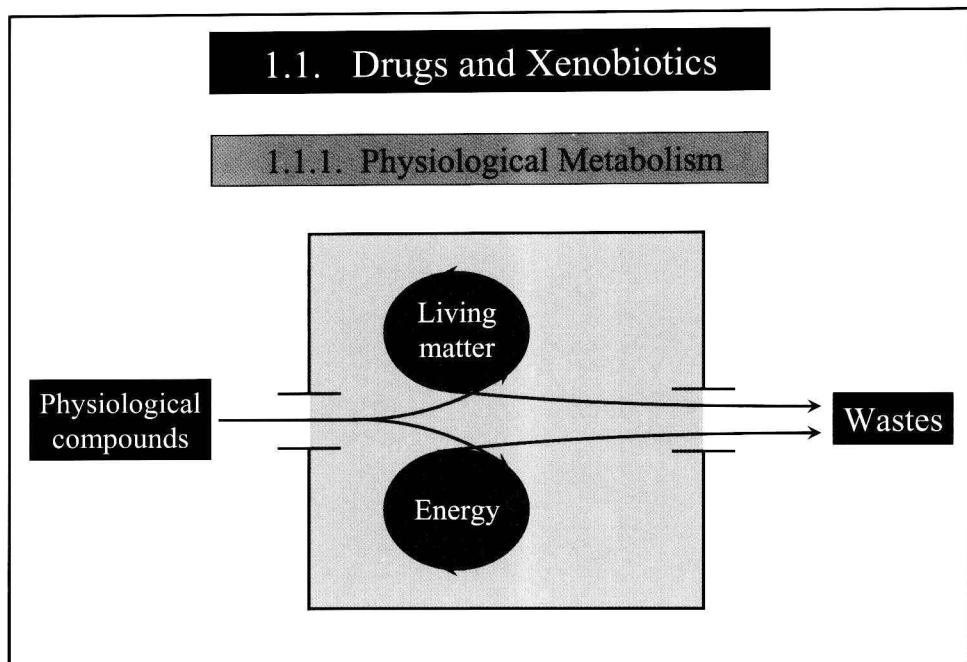 1.1. Drugs and Xenobiotics
1.1.1. Physiological Metabolism
Living
matter
Physiological
compounds
Wastes
Energy